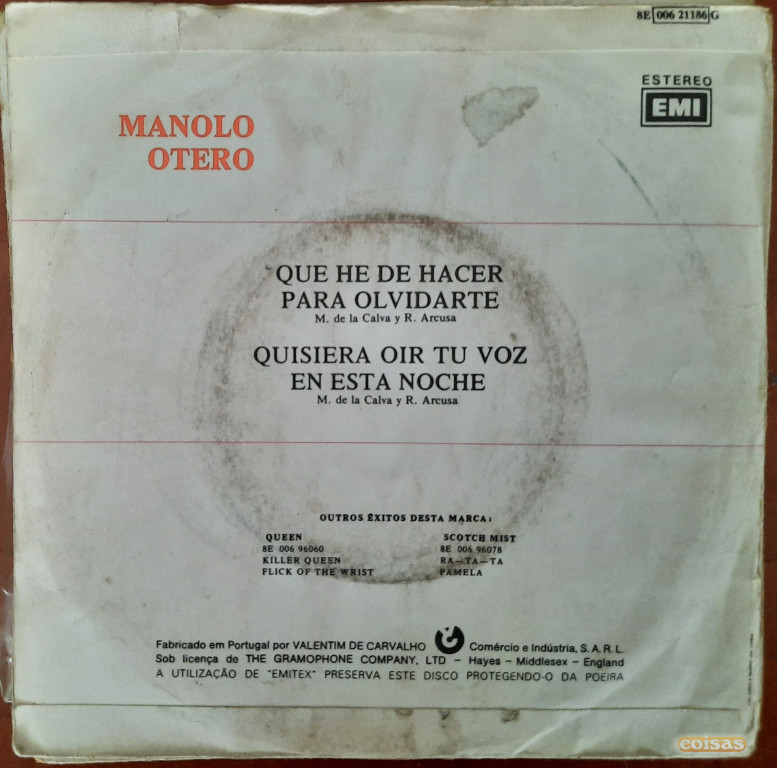 8E 006 21186 G
ESTEREO
EMI
MANOLO
OTERO
QUE HE DE HACER
PARA OLVIDARTE
M. de la Calva y R. Arcusa
QUISIERA OIR TU VOZ
EN ESTA NOCHE
M. de la Calva y R. Arcusa
OUTROS ÊXITOS DESTA MARCA:
QUEEN
8E 006 96060
KILLER QUEEN
FLICK OF THE WRIST
SCOTCH MIST
8E 006 96078
RA—TA—TA
PAMELA
Fabricado em Portugal por VALENTIM DE CARVALHO Comércio e Indústria, S. A. R. L.
Sob licença de THE GRAMOPHONE COMPANY, LTD – Hayes – Middlesex – England
A UTILIZAÇÃO DE "EMITEX" PRESERVA ESTE DISCO PROTEGENDO-O DA POEIRA
coisas